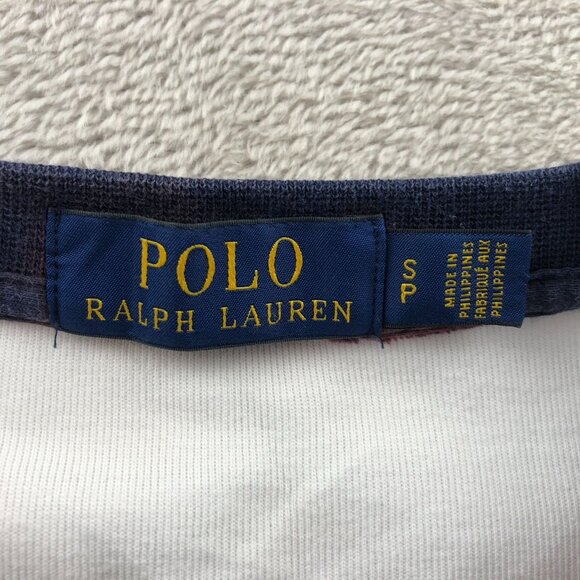 POLO
RALPH LAUREN
S
P
MADE IN
PHILIPPINES
FABRIQUÉ AUX
PHILIPPINES